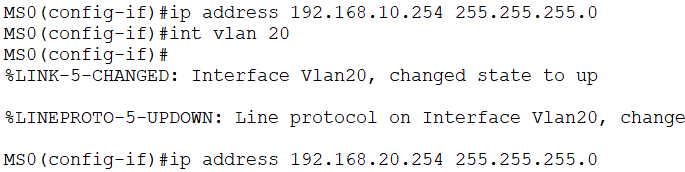 MS0(config-if)#ip address 192.168.10.254 255.255.255.0
MS0(config-if)#int vlan 20
MS0(config-if)#
%LINK-5-CHANGED: Interface Vlan20, changed state to up
%LINEPROTO-5-UPDOWN: Line protocol on Interface Vlan20, change
MS0(config-if)#ip address 192.168.20.254 255.255.255.0